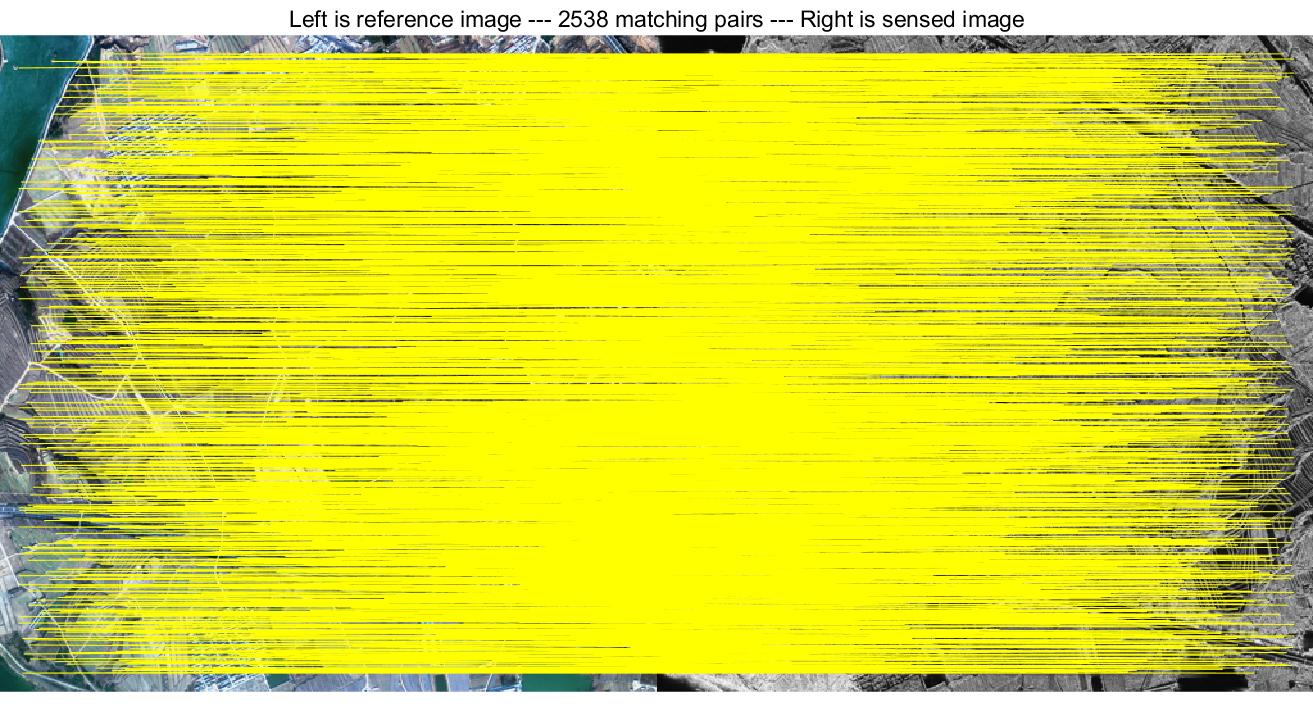 Left is reference image --- 2538 matching pairs --- Right is sensed image